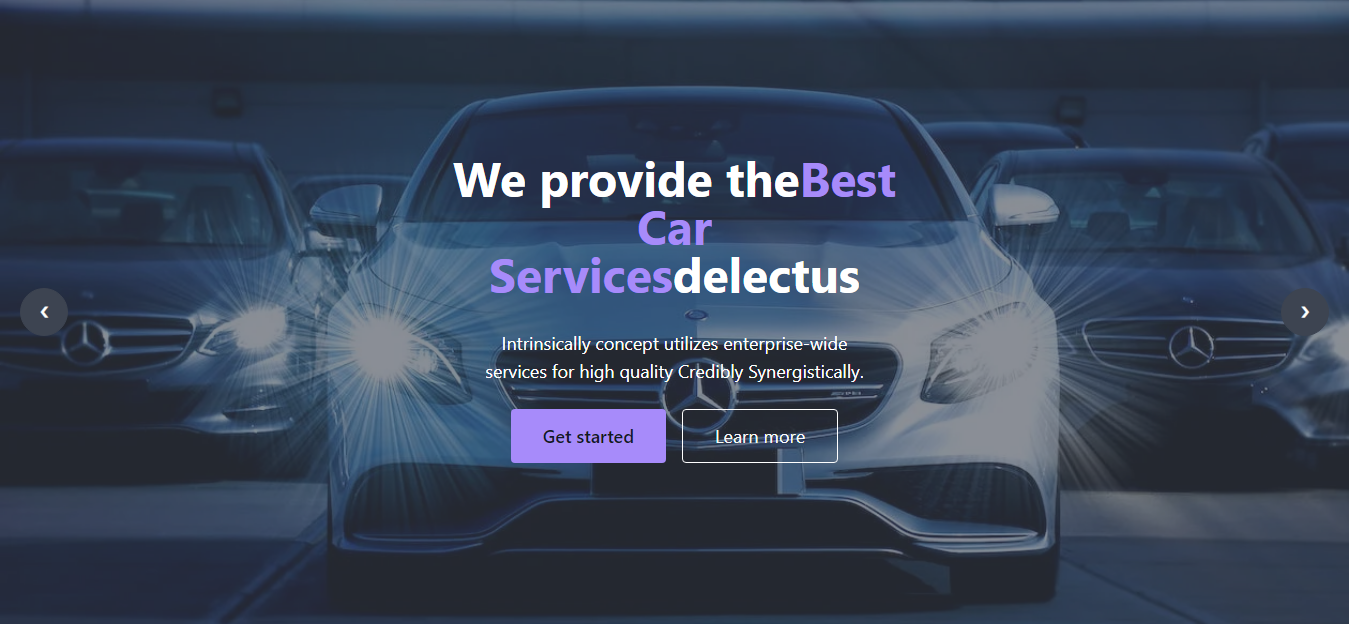 We provide theBest
Car
Servicesdelectus
Intrinsically concept utilizes enterprise-wide
services for high quality Credibly Synergistically.
Get started
Learn more